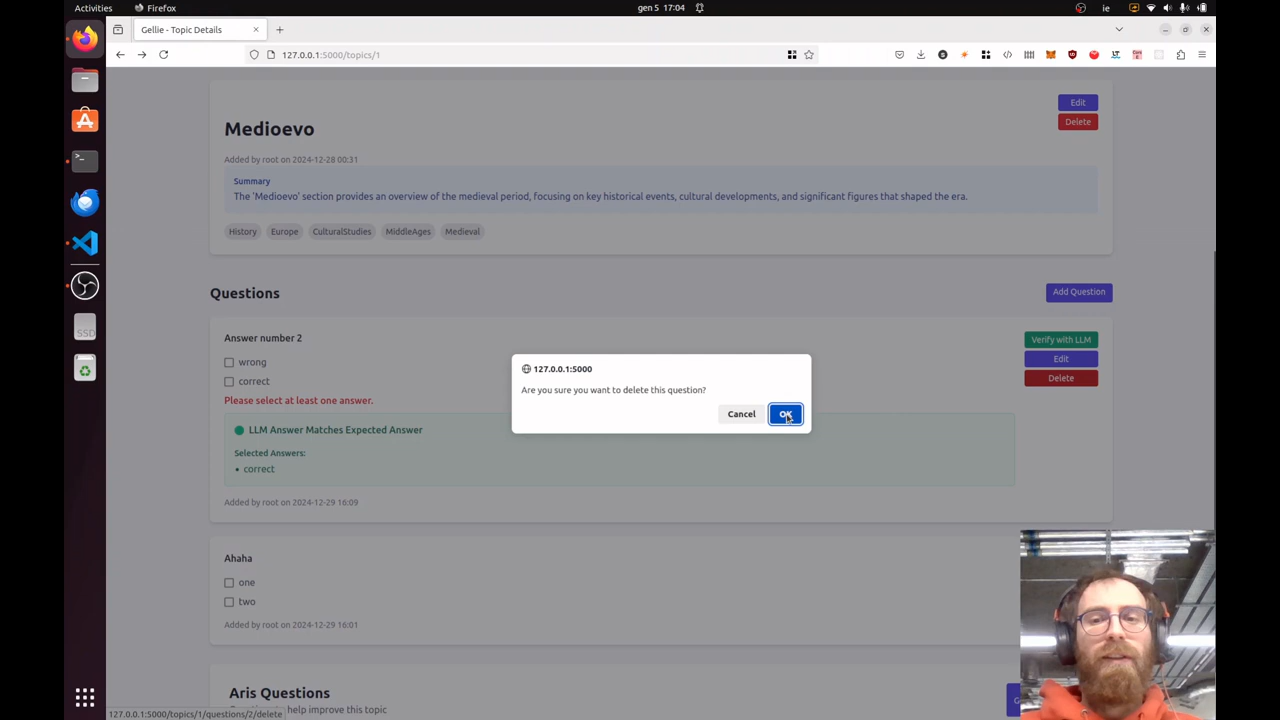 Activities
Firefox
gen 5 17:04
ie
Gellie - Topic Details
127.0.0.1:5000/topics/1
Medioevo
Edit
Delete
Added by root on 2024-12-28 00:31
Summary
The 'Medioevo' section provides an overview of the medieval period, focusing on key historical events, cultural developments, and significant figures that shaped the era.
History Europe CulturalStudies MiddleAges Medieval
Questions
Add Question
Answer number 2
wrong
correct
Please select at least one answer.
Verify with LLM
Edit
Delete
LLM Answer Matches Expected Answer
Selected Answers:
• correct
Added by root on 2024-12-29 16:09
127.0.0.1:5000
Are you sure you want to delete this question?
Cancel
OK
Ahaha
one
two
Added by root on 2024-12-29 16:01
Aris Questions
to help improve this topic
127.0.0.1:5000/topics/1/questions/2/delete
SSD